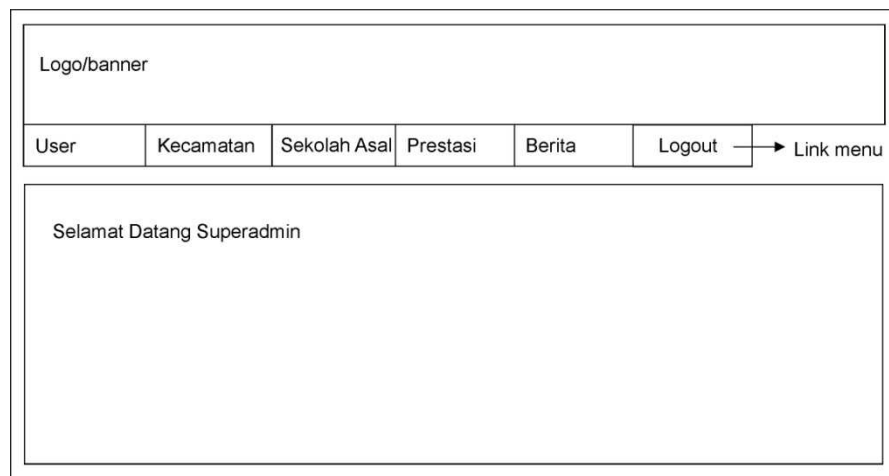 Logo/banner
User Kecamatan Sekolah Asal Prestasi Berita Logout Link menu
Selamat Datang Superadmin